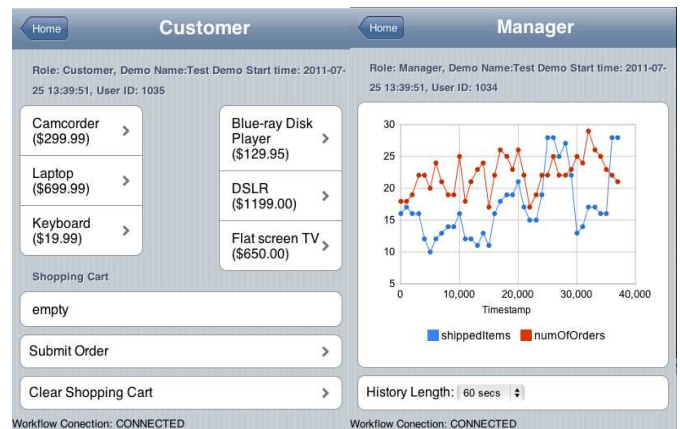 Home
Customer
Role: Customer, Demo Name:Test Demo Start time: 2011-07-
25 13:39:51, User ID: 1035
Camcorder
($299.99)
Laptop
($699.99)
Keyboard
($19.99)
Blue-ray Disk
Player
($129.95)
DSLR
($1199.00)
Flat screen TV
($650.00)
Shopping Cart
empty
Submit Order
Clear Shopping Cart
Workflow Conection: CONNECTED
Home
Manager
Role: Manager, Demo Name:Test Demo Start time: 2011-07-
25 13:39:51, User ID: 1034
30
25
20
15
10
5
0 10,000 20,000 30,000 40,000
Timestamp
shippedItems numOfOrders
History Length: 60 secs
Workflow Conection: CONNECTED